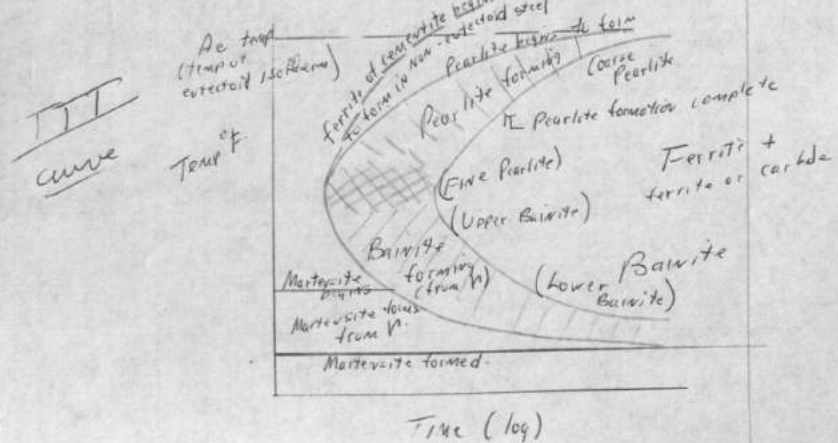 Ae temp
(temp of
eutectoid isotherm)
TTT
curve
Temp °F
Ferrite of cementite begins
to form in non-eutectoid steel
Pearlite begins to form
Pearlite forming
Coarse
Pearlite
Pearlite formation complete
(Fine Pearlite)
(Upper Bainite)
Ferrite +
ferrite or carbide
Bainite
forming
(from γ)
(Lower Bainite
Bainite)
Martensite
begins
Martensite forms
from γ.
Martensite formed.
Time (log)